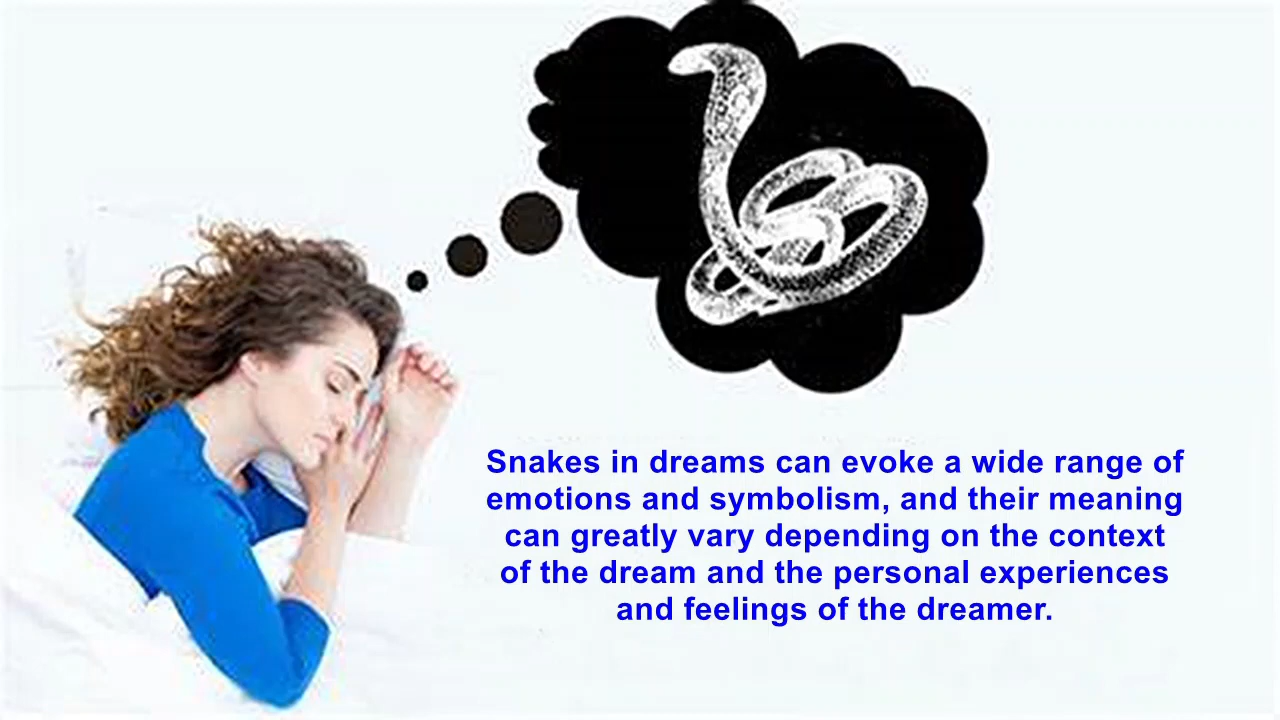 Snakes in dreams can evoke a wide range of
emotions and symbolism, and their meaning
can greatly vary depending on the context
of the dream and the personal experiences
and feelings of the dreamer.